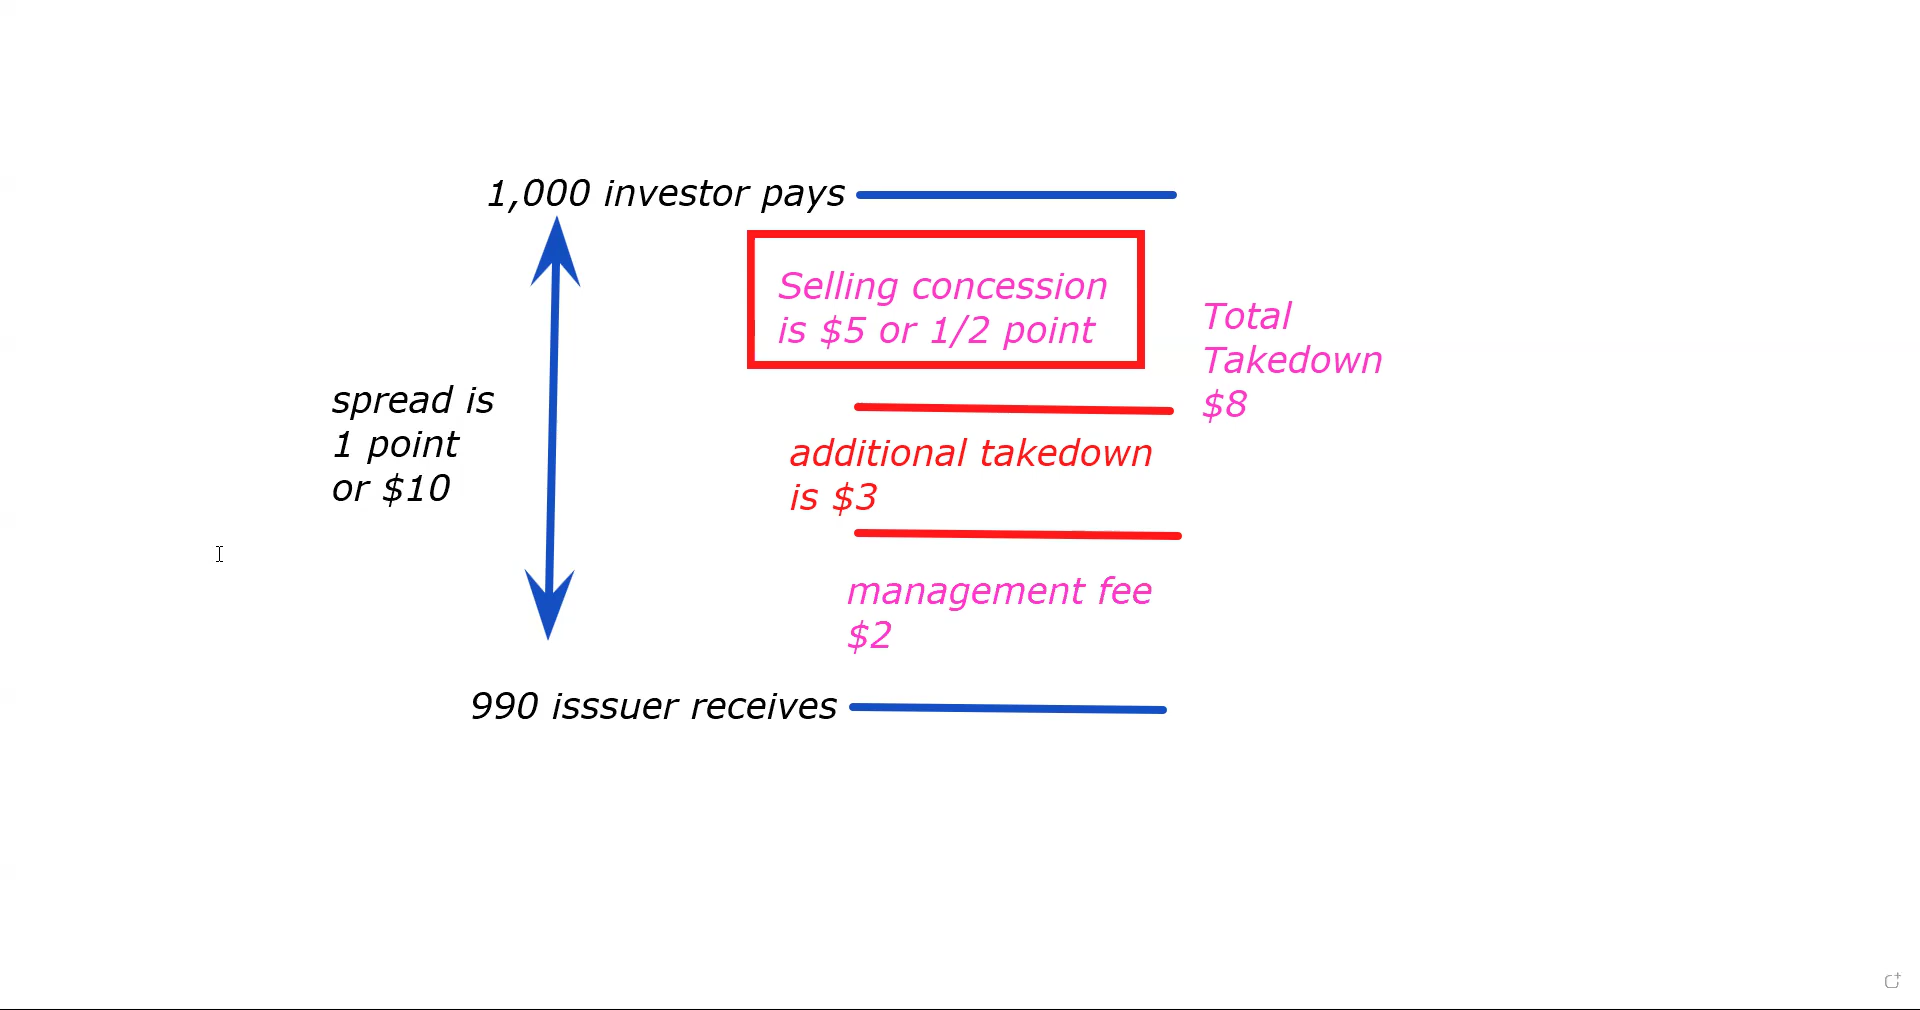 1,000 investor pays
Selling concession
is $5 or 1/2 point
Total
Takedown
$8
spread is
1 point
or $10
additional takedown
is $3
management fee
$2
990 isssuer receives